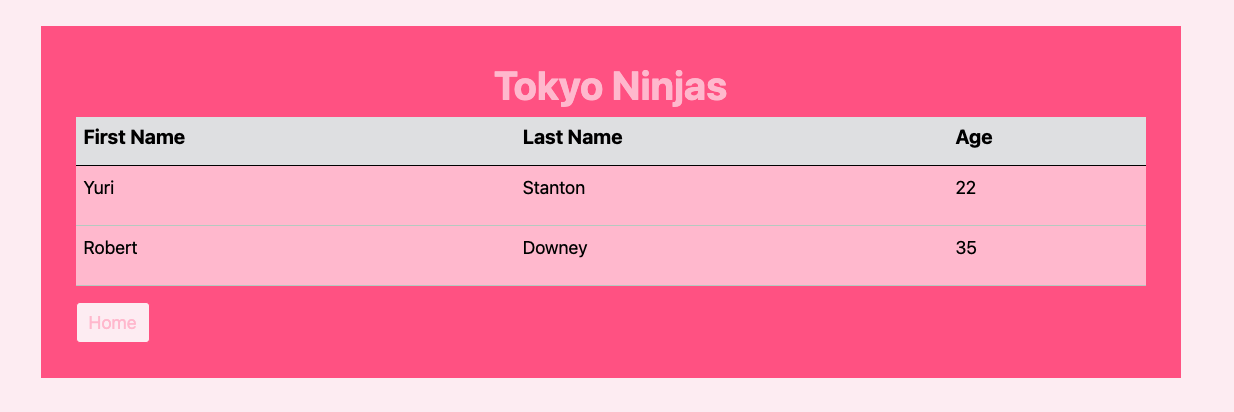 Tokyo Ninjas
First Name Last Name Age
Yuri Stanton 22
Robert Downey 35
Home